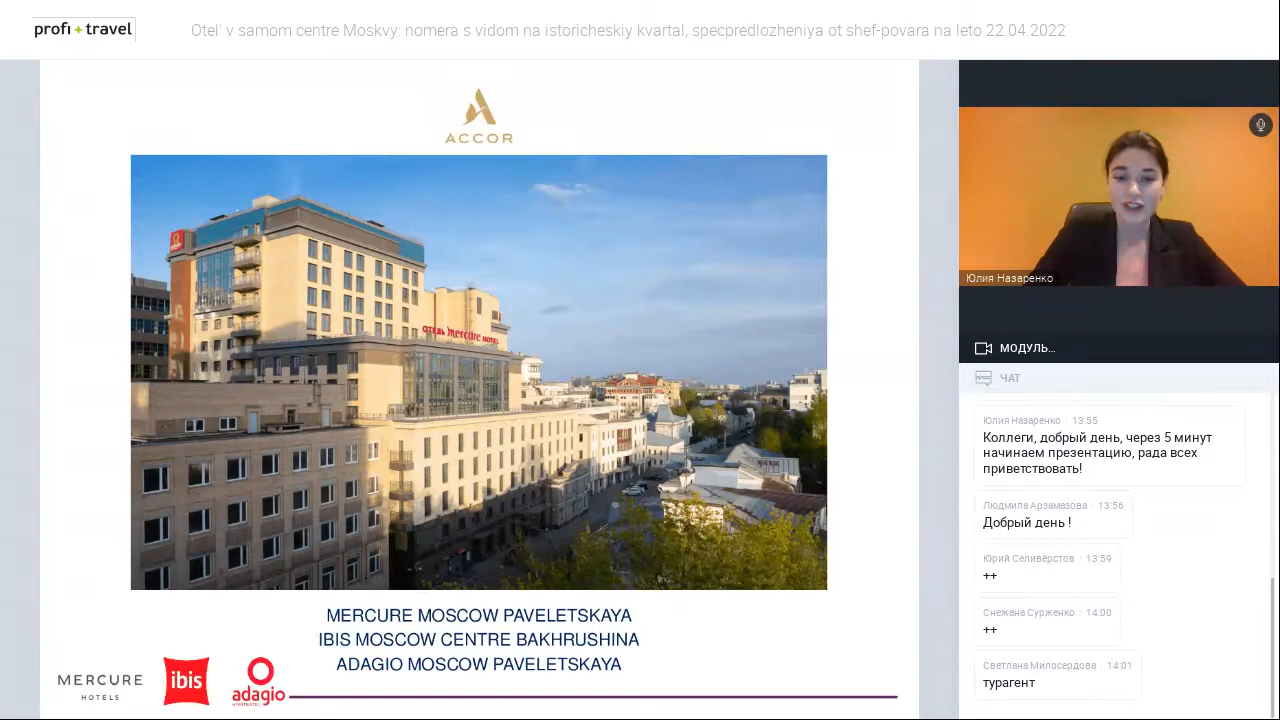 profi + travel
Otel' v samom centre Moskvy: nomera s vidom na istoricheskiy kvartal, specpredlozheniya ot shef-povara na leto 22.04.2022
ACCOR
ОТЕЛЬ mercure HOTEL
MERCURE MOSCOW PAVELETSKAYA
IBIS MOSCOW CENTRE BAKHRUSHINA
ADAGIO MOSCOW PAVELETSKAYA
MERCURE
HOTELS
ibis
adagio
Юлия Назаренко
МОДУЛЬ...
ЧАТ
Юлия Назаренко 13:55
Коллеги, добрый день, через 5 минут
начинаем презентацию, рада всех
приветствовать!
Людмила Арзамазова 13:56
Добрый день !
Юрий Селивёрстов 13:59
++
Снежана Сурженко 14:00
++
Светлана Милосердова 14:01
турагент